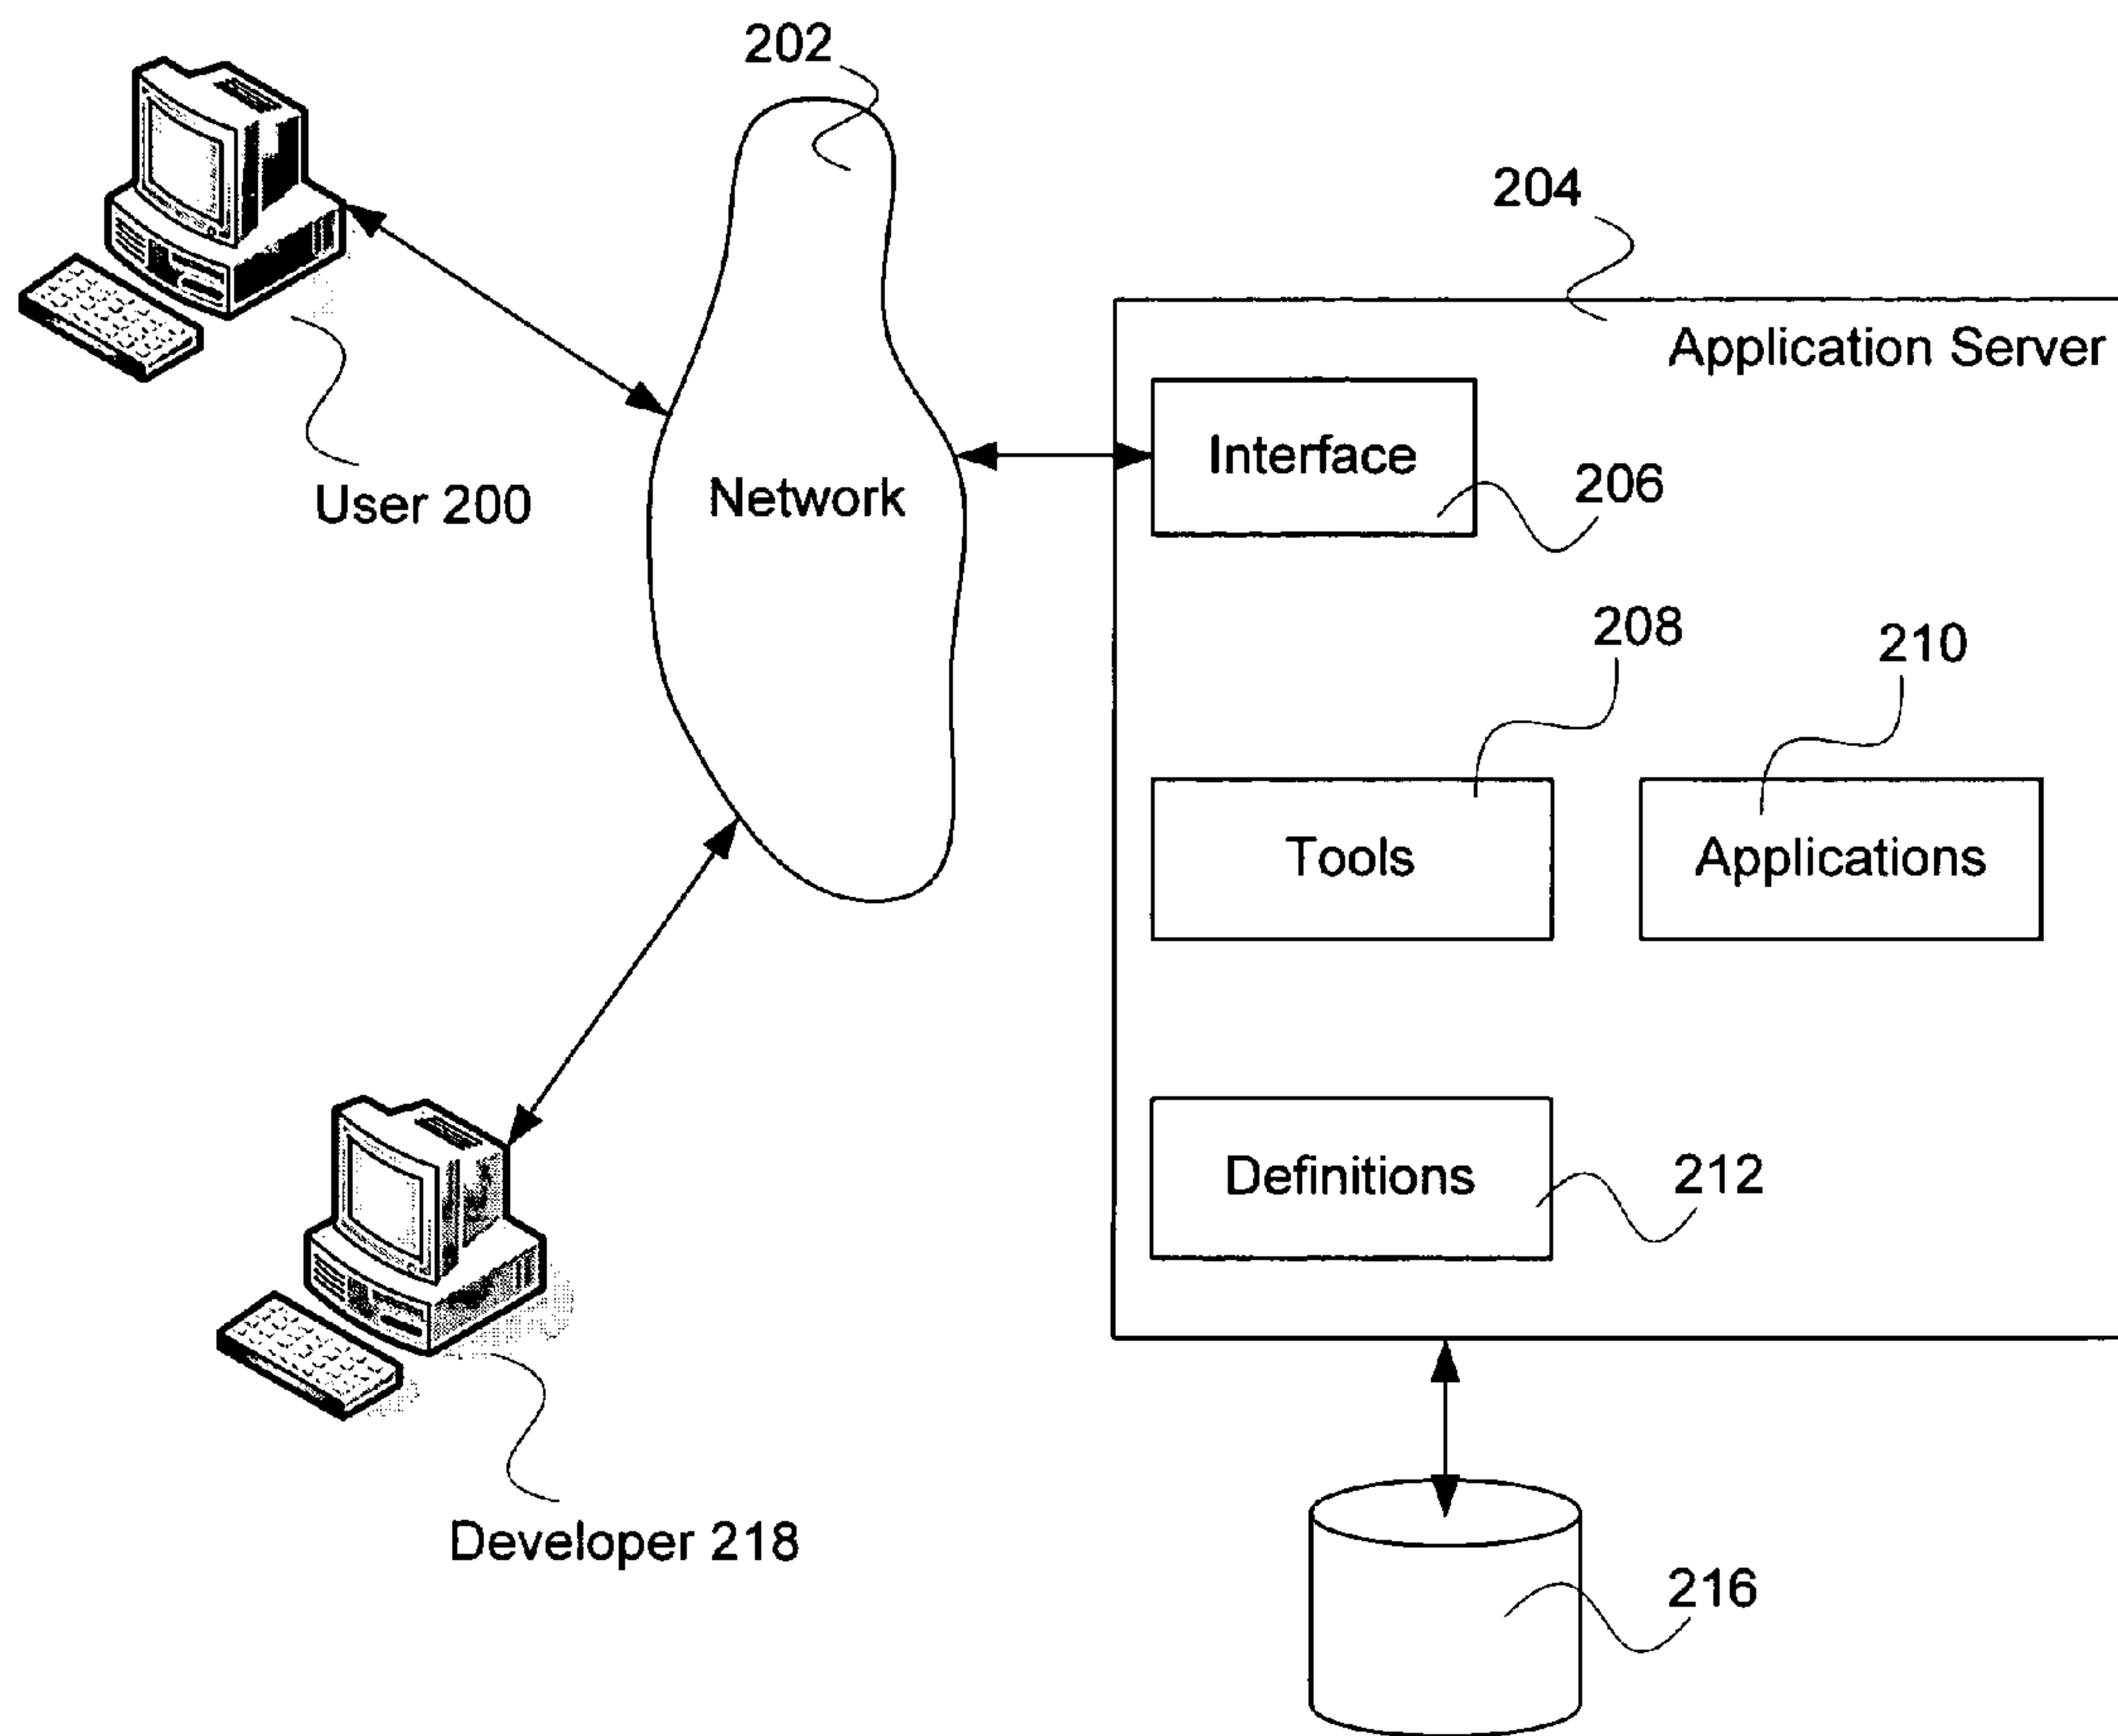 202
204
Application Server
Interface
206
User 200
Network
208
210
Tools
Applications
Definitions
212
Developer 218
216